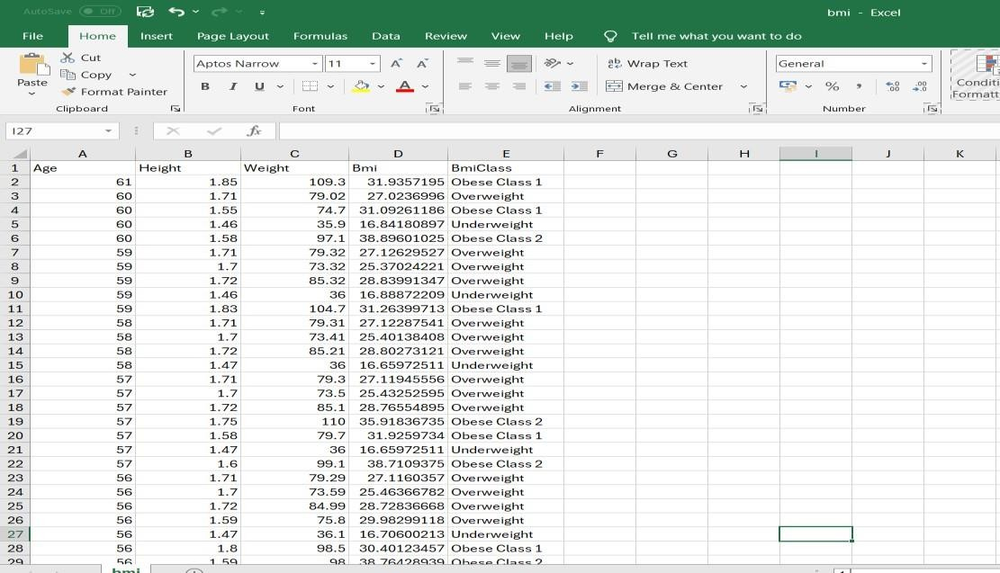 AutoSave Off
bmi - Excel
File Home Insert Page Layout Formulas Data Review View Help Tell me what you want to do
Paste Cut Copy Format Painter
Aptos Narrow 11
B I U A
Wrap Text
Merge & Center
General
%
Conditi
Formatt
Clipboard Font Alignment Number
I27 fx
A B C D E F G H I J K
1 Age Height Weight Bmi BmiClass
2 61 1.85 109.3 31.9357195 Obese Class 1
3 60 1.71 79.02 27.0236996 Overweight
4 60 1.55 74.7 31.09261186 Obese Class 1
5 60 1.46 35.9 16.84180897 Underweight
6 60 1.58 97.1 38.89601025 Obese Class 2
7 59 1.71 79.32 27.12629527 Overweight
8 59 1.7 73.32 25.37024221 Overweight
9 59 1.72 85.32 28.83991347 Overweight
10 59 1.46 36 16.88872209 Underweight
11 59 1.83 104.7 31.26399713 Obese Class 1
12 58 1.71 79.31 27.12287541 Overweight
13 58 1.7 73.41 25.40138408 Overweight
14 58 1.72 85.21 28.80273121 Overweight
15 58 1.47 36 16.65972511 Underweight
16 57 1.71 79.3 27.11945556 Overweight
17 57 1.7 73.5 25.43252595 Overweight
18 57 1.72 85.1 28.76554895 Overweight
19 57 1.75 110 35.91836735 Obese Class 2
20 57 1.58 79.7 31.9259734 Obese Class 1
21 57 1.47 36 16.65972511 Underweight
22 57 1.6 99.1 38.7109375 Obese Class 2
23 56 1.71 79.29 27.1160357 Overweight
24 56 1.7 73.59 25.46366782 Overweight
25 56 1.72 84.99 28.72836668 Overweight
26 56 1.59 75.8 29.98299118 Overweight
27 56 1.47 36.1 16.70600213 Underweight
28 56 1.8 98.5 30.40123457 Obese Class 1
29 56 1.59 98 38.76428939 Obese Class 2
bmi